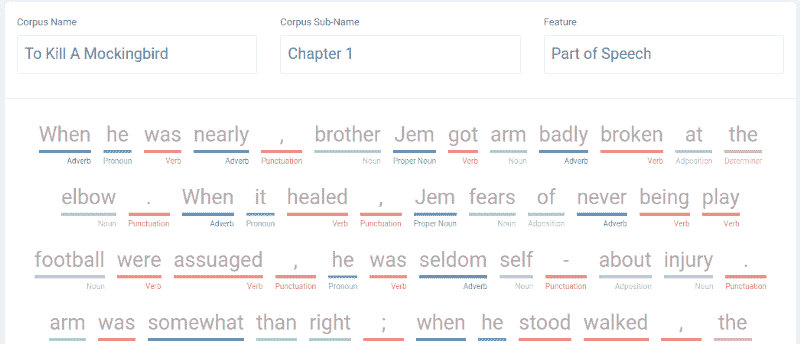 Corpus Name Corpus Sub-Name Feature
To Kill A Mockingbird Chapter 1 Part of Speech
When he was nearly , brother Jem got arm badly broken at the
Adverb Pronoun Verb Adverb Punctuation Noun Proper Noun Verb Noun Adverb Verb Adposition Determiner
elbow . When it healed , Jem fears of never being play
Noun Punctuation Adverb Pronoun Verb Punctuation Proper Noun Noun Adposition Adverb Verb Verb
football were assuaged , he was seldom self - about injury .
Noun Verb Verb Punctuation Pronoun Verb Adverb Noun Punctuation Adposition Noun Punctuation
arm was somewhat than right ; when he stood walked , the